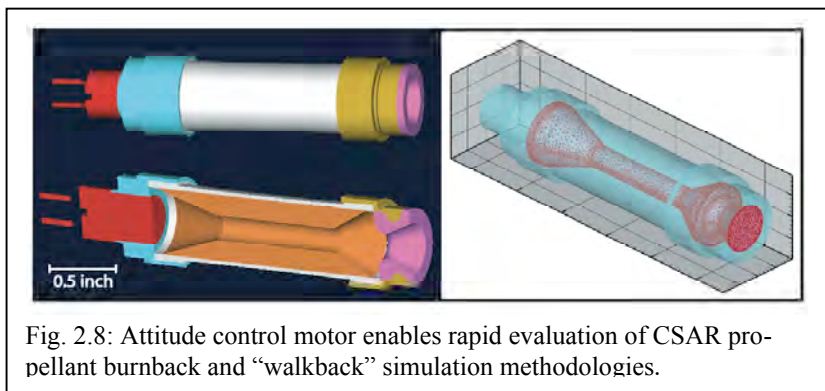 0.5 inch
Fig. 2.8: Attitude control motor enables rapid evaluation of CSAR pro-
pellant burnback and “walkback” simulation methodologies.